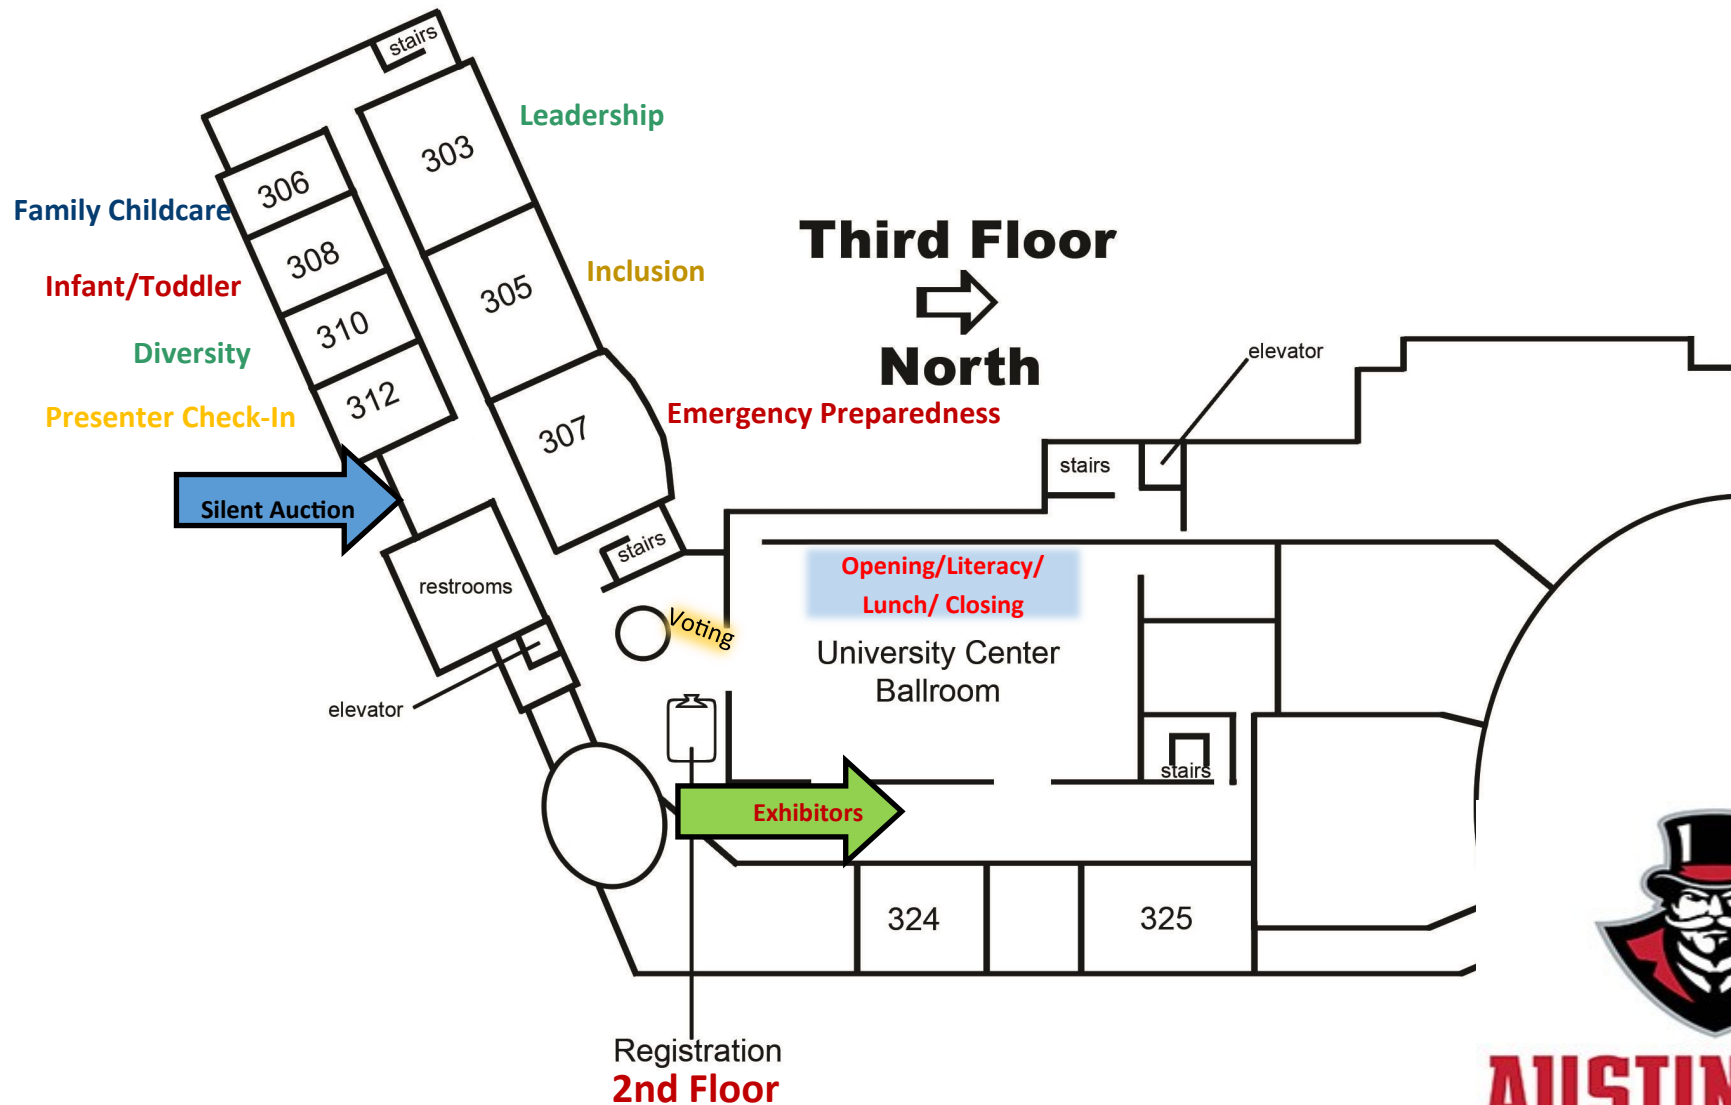 stairs
Leadership
303
306
Family Childcare
308
Infant/Toddler
305
Inclusion
310
Diversity
312
Presenter Check-In
307
Emergency Preparedness
Third Floor
North
elevator
stairs
Silent Auction
restrooms
stairs
Voting
Opening/Literacy/
Lunch/ Closing
University Center
Ballroom
elevator
stairs
Exhibitors
324
325
Registration
2nd Floor
AUSTIN